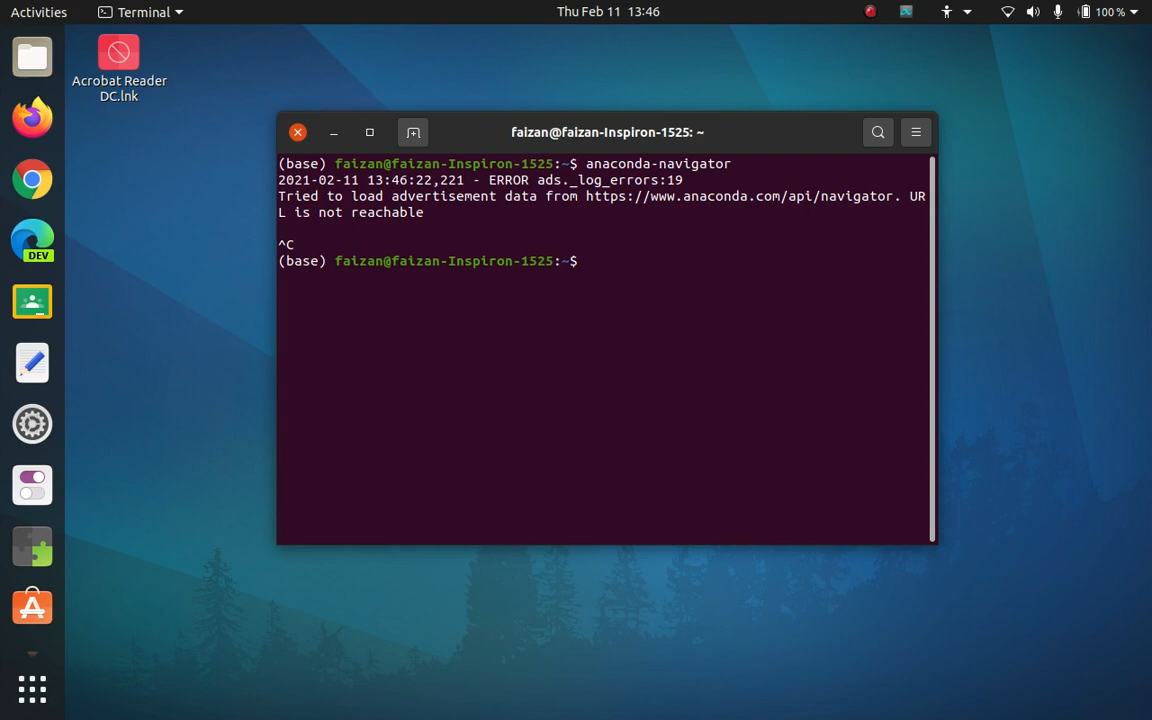 Activities
Terminal
Thu Feb 11 13:46
100 %
Acrobat Reader
DC.lnk
DEV
faizan@faizan-Inspiron-1525: ~
(base) faizan@faizan-Inspiron-1525:~$ anaconda-navigator
2021-02-11 13:46:22,221 - ERROR ads._log_errors:19
Tried to load advertisement data from https://www.anaconda.com/api/navigator. UR
L is not reachable
^C
(base) faizan@faizan-Inspiron-1525:~$